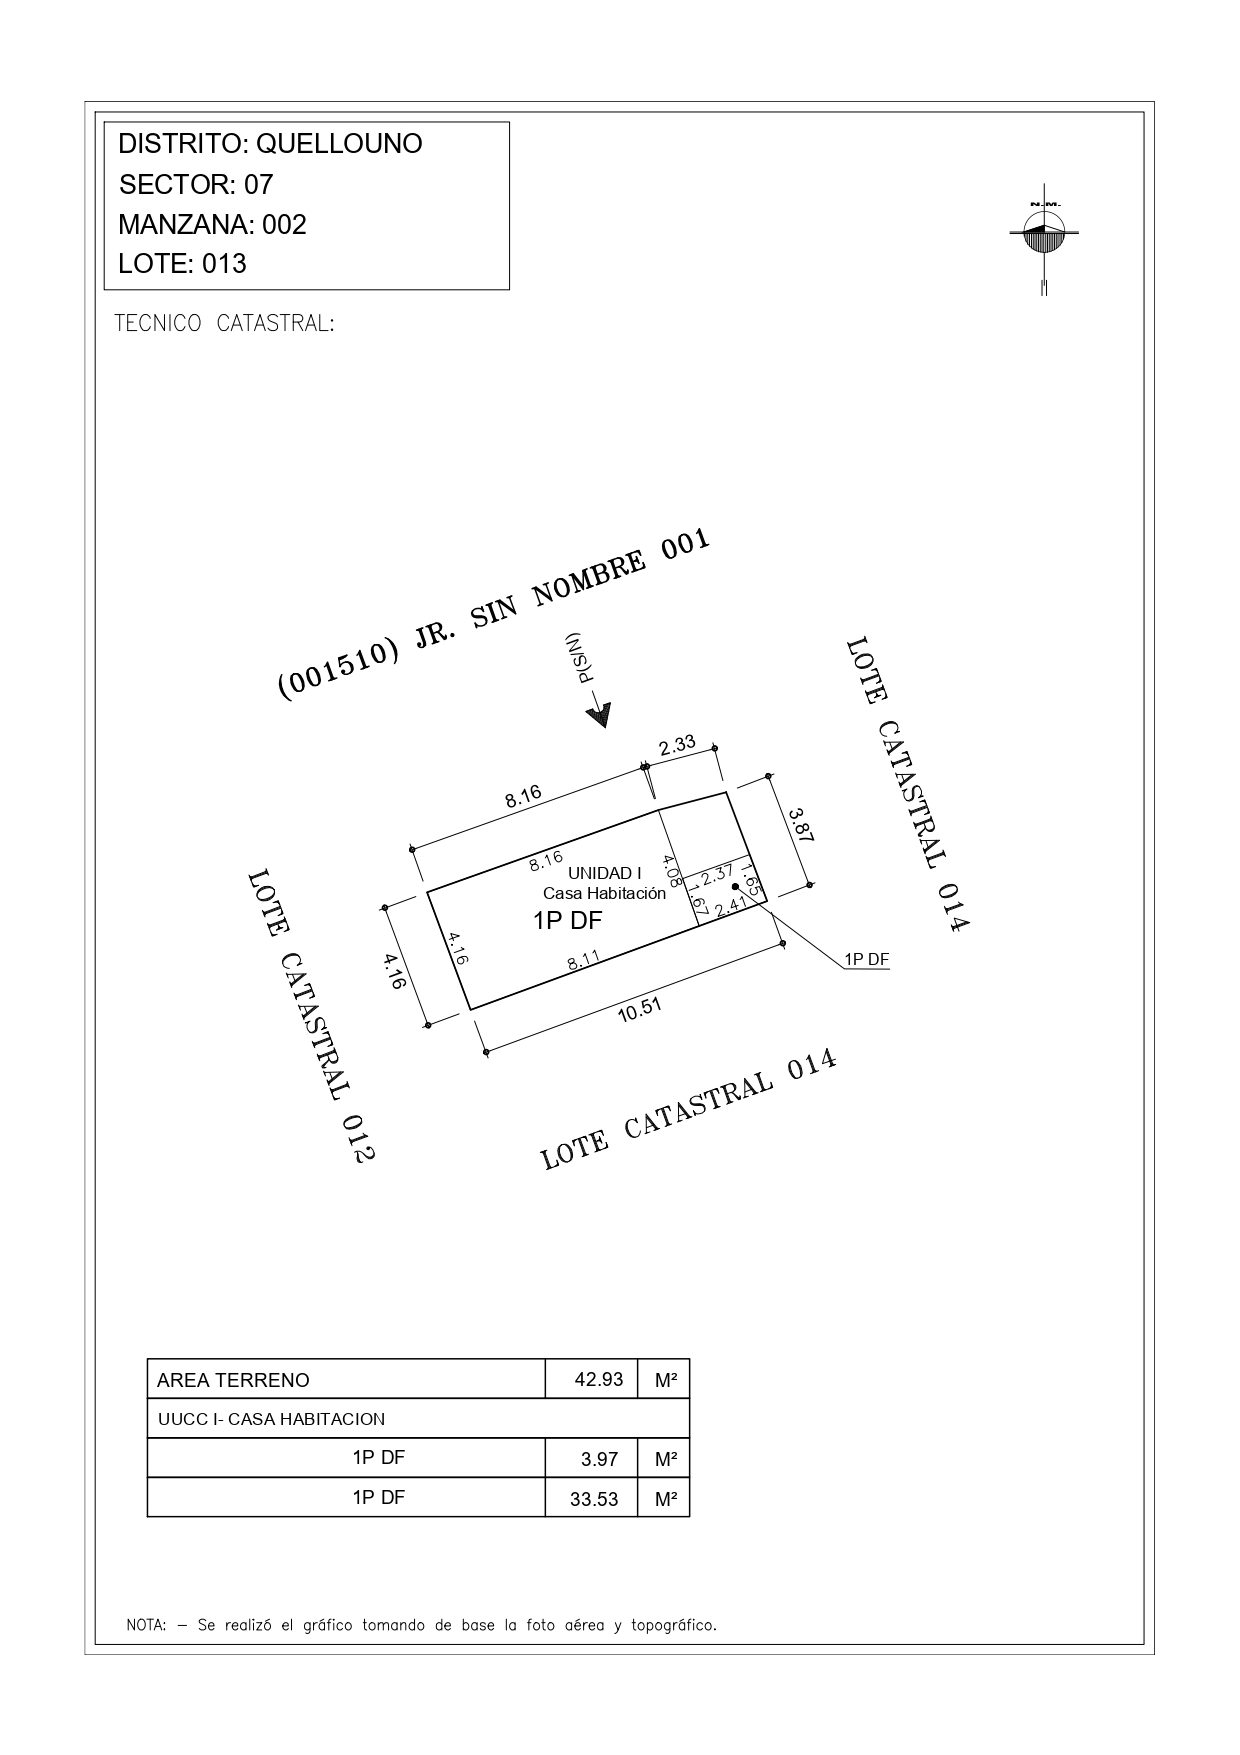 DISTRITO: QUELLOUNO
SECTOR: 07
MANZANA: 002
LOTE: 013
N.M.
TECNICO CATASTRAL:
(001510) JR. SIN NOMBRE 001
P(S/N)
LOTE CATASTRAL 014
2.33
8.16
3.87
8.16
4.08
UNIDAD I
Casa Habitación
1P DF
2.37
1.65
1.67
2.41
4.16
4.16
8.11
1P DF
10.51
LOTE CATASTRAL 012
LOTE CATASTRAL 014
AREA TERRENO 42.93 M²
UUCC I- CASA HABITACION
1P DF 3.97 M²
1P DF 33.53 M²
NOTA: - Se realizó el gráfico tomando de base la foto aérea y topográfico.